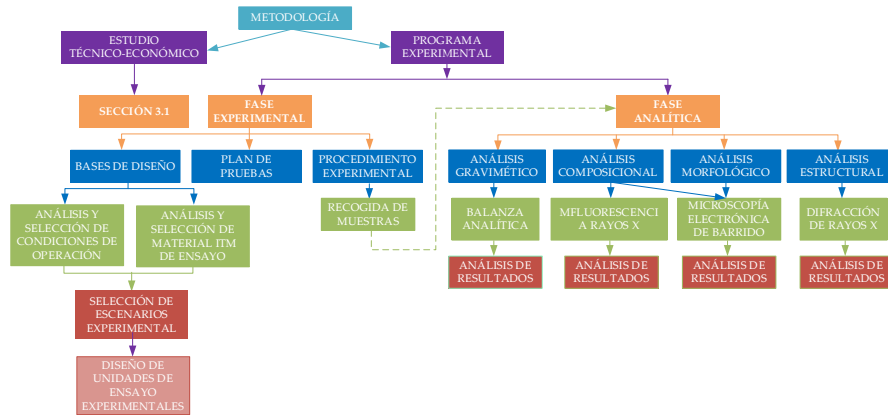 METODOLOGÍA
ESTUDIO
TÉCNICO-ECONÓMICO
PROGRAMA
EXPERIMENTAL
SECCIÓN 3.1
FASE
EXPERIMENTAL
FASE
ANALÍTICA
BASES DE DISEÑO
PLAN DE
PRUEBAS
PROCEDIMIENTO
EXPERIMENTAL
ANÁLISIS
GRAVIMÉTICO
ANÁLISIS
COMPOSICIONAL
ANÁLISIS
MORFOLÓGICO
ANÁLISIS
ESTRUCTURAL
ANÁLISIS Y
SELECCIÓN DE
CONDICIONES DE
OPERACIÓN
ANÁLISIS Y
SELECCIÓN DE
MATERIAL ITM
DE ENSAYO
RECOGIDA DE
MUESTRAS
BALANZA
ANALÍTICA
MFLUORESCENCI
A RAYOS X
MICROSCOPÍA
ELECTRÓNICA
DE BARRIDO
DIFRACCIÓN
DE RAYOS X
ANÁLISIS DE
RESULTADOS
ANÁLISIS DE
RESULTADOS
ANÁLISIS DE
RESULTADOS
ANÁLISIS DE
RESULTADOS
SELECCIÓN DE
ESCENARIOS
EXPERIMENTAL
DISEÑO DE
UNIDADES DE
ENSAYO
EXPERIMENTALES